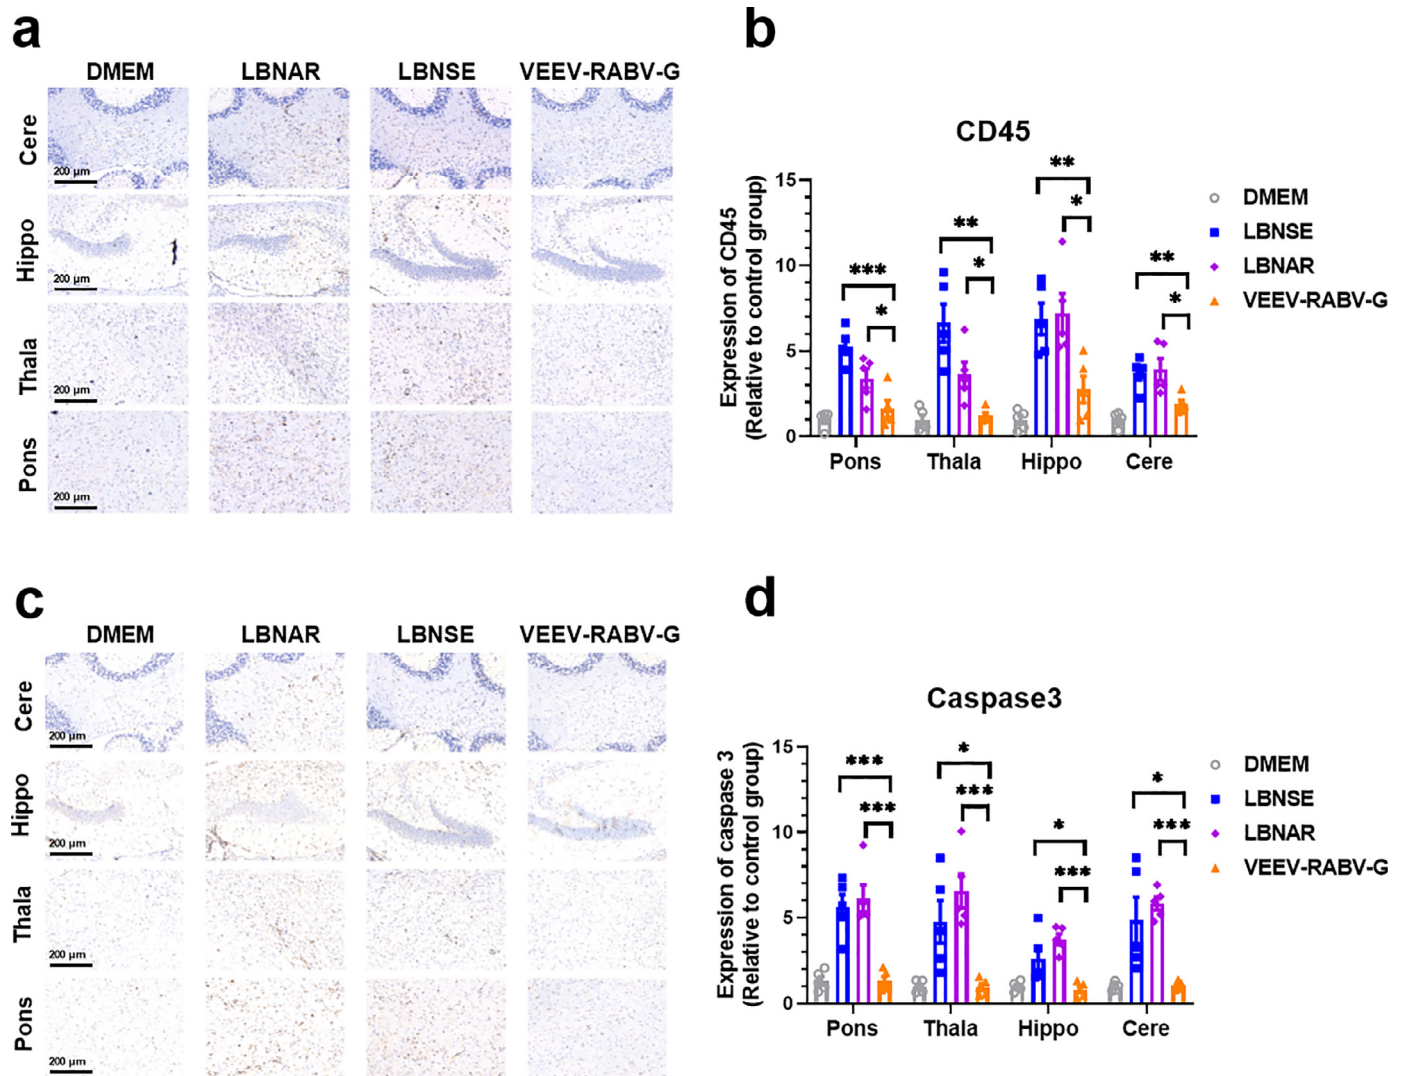 a
DMEM LBNAR LBNSE VEEV-RABV-G
Cere
200 µm
Hippo
200 µm
Thala
200 µm
Pons
200 µm
b
CD45
Expression of CD45
(Relative to control group)
15
10
5
0
*** * ** * ** * ** *
Pons Thala Hippo Cere
DMEM
LBNSE
LBNAR
VEEV-RABV-G
c
DMEM LBNAR LBNSE VEEV-RABV-G
Cere
200 µm
Hippo
200 µm
Thala
200 µm
Pons
200 µm
d
Caspase3
Expression of caspase 3
(Relative to control group)
15
10
5
0
*** *** * *** * *** * ***
Pons Thala Hippo Cere
DMEM
LBNSE
LBNAR
VEEV-RABV-G